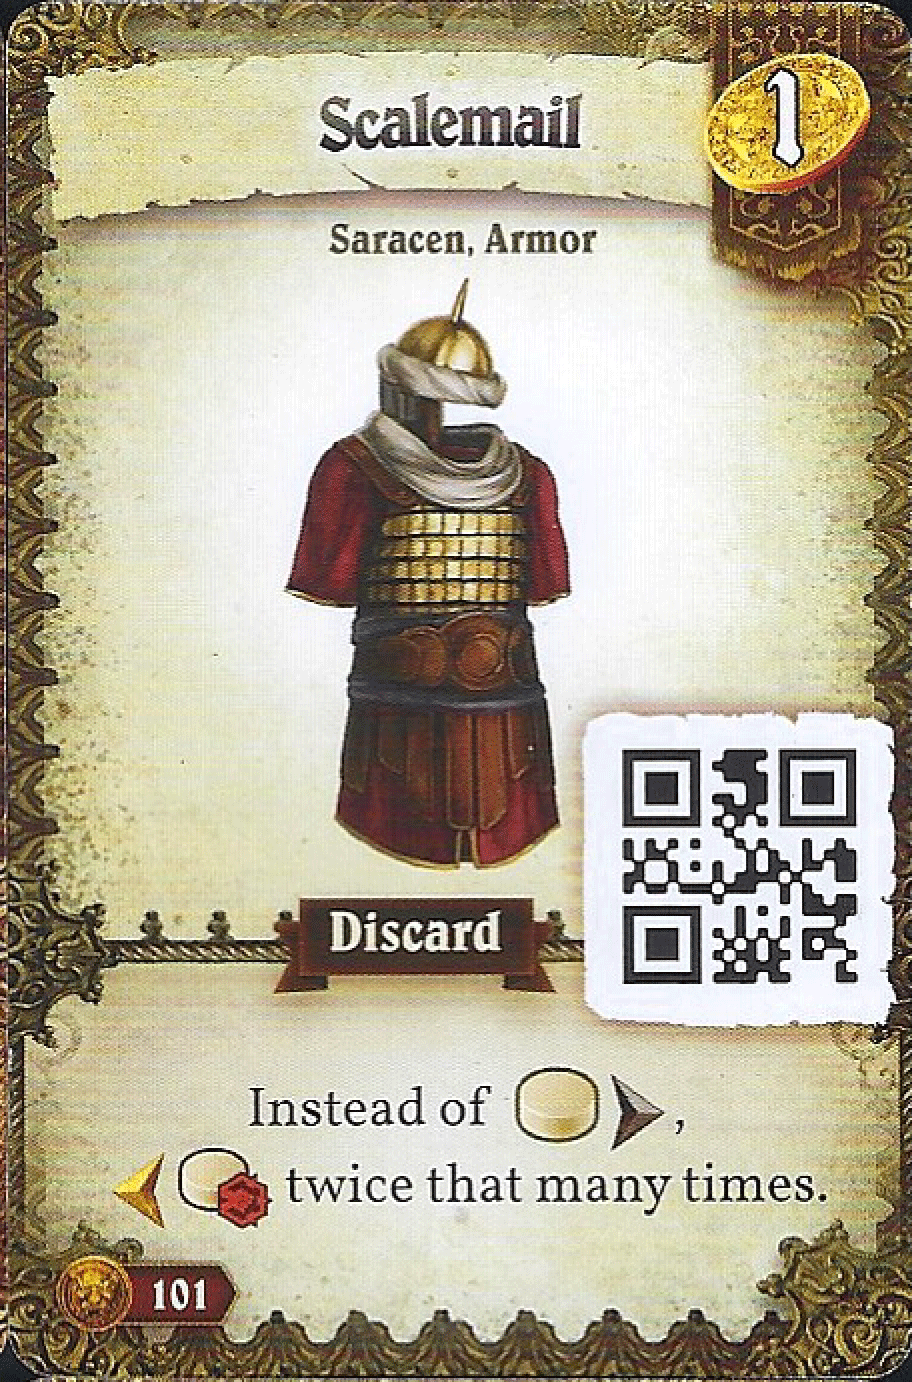 Scalemail
1
Saracen, Armor
Discard
Instead of ,
twice that many times.
101